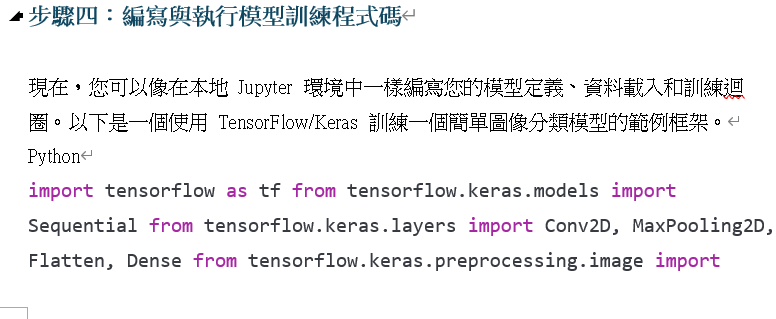 步驟四：編寫與執行模型訓練程式碼
現在，您可以像在本地 Jupyter 環境中一樣編寫您的模型定義、資料載入和訓練迴
圈。以下是一個使用 TensorFlow/Keras 訓練一個簡單圖像分類模型的範例框架。
Python
import tensorflow as tf from tensorflow.keras.models import
Sequential from tensorflow.keras.layers import Conv2D, MaxPooling2D,
Flatten, Dense from tensorflow.keras.preprocessing.image import